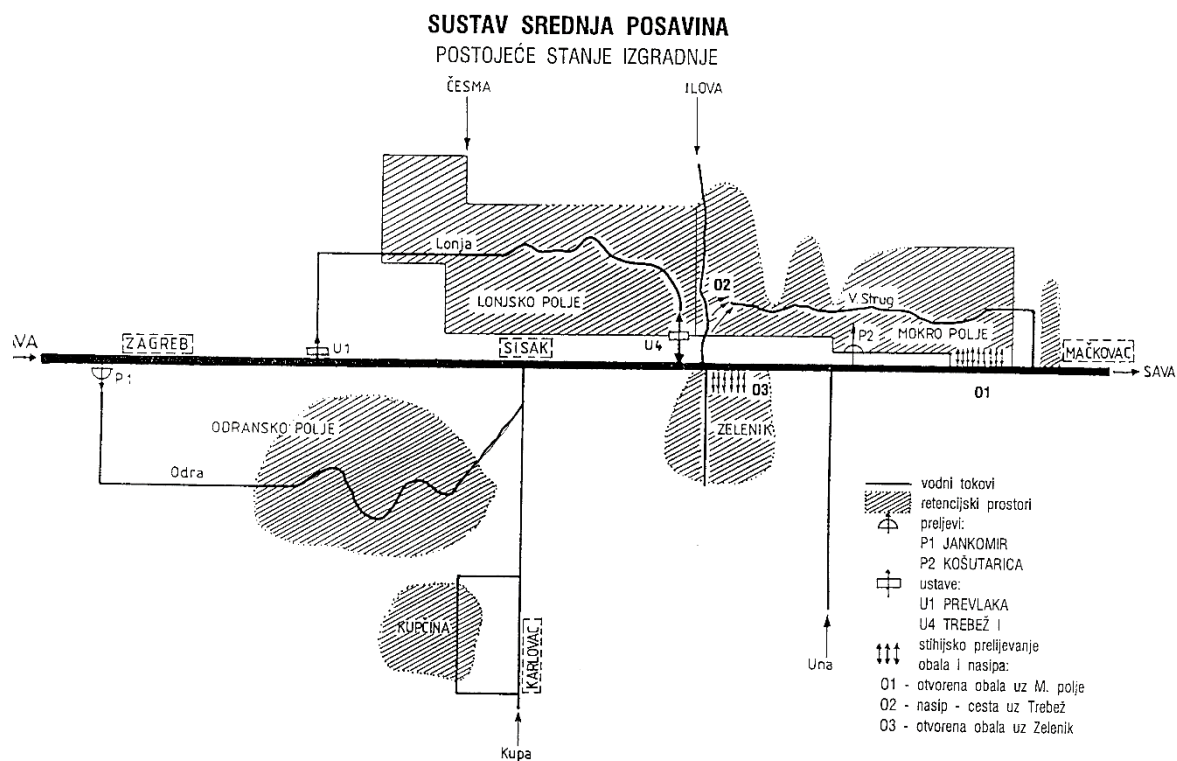 SUSTAV SREDNJA POSAVINA
POSTOJEĆE STANJE IZGRADNJE
ČESMA
ILOVA
Lonja
LONJSKO POLJE
O2
V. Strug
MOKRO POLJE
P2
U4
U1
ZAGREB
SISAK
MAČKOVAC
SAVA
P1
O3
O1
ODRANSKO POLJE
ZELENIK
Odra
KUPČINA
KARLOVAC
Una
Kupa
vodni tokovi
retencijski prostori
preljevi:
P1 JANKOMIR
P2 KOŠUTARICA
ustave:
U1 PREVLAKA
U4 TREBEŽ I
stihijsko prelijevanje
obala i nasipa:
O1 - otvorena obala uz M. polje
O2 - nasip - cesta uz Trebež
O3 - otvorena obala uz Zelenik